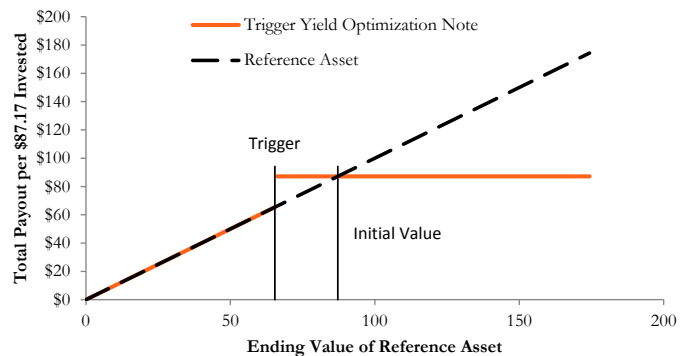 $200
$180
$160
$140
$120
$100
$80
$60
$40
$20
$0
Total Payout per $87.17 Invested
Trigger Yield Optimization Note
Reference Asset
Trigger
Initial Value
0 50 100 150 200
Ending Value of Reference Asset